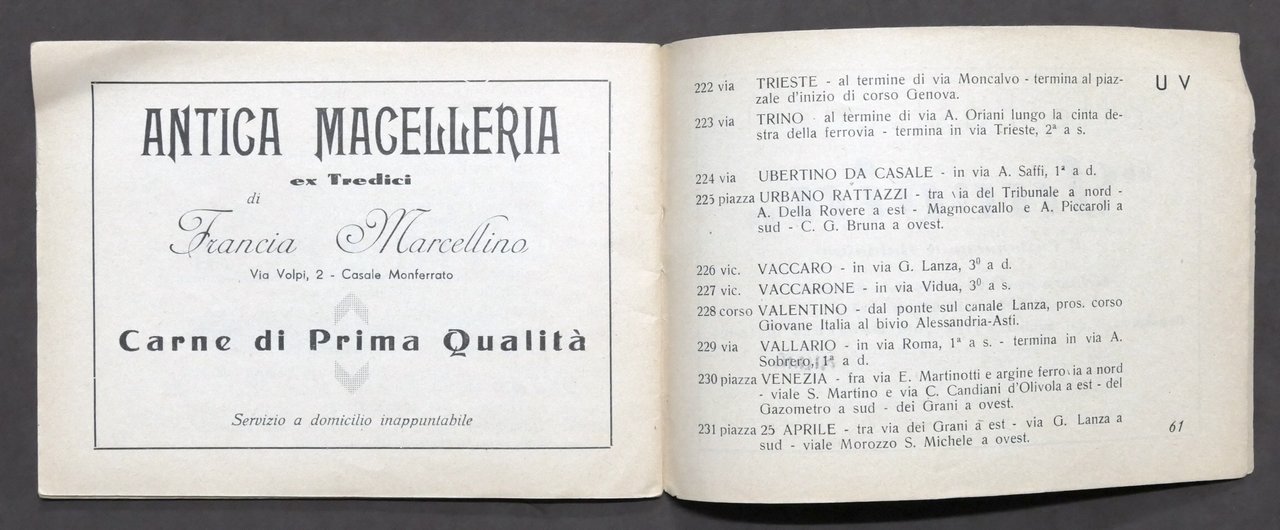 ANTICA MACELLERIA
ex Tredici
di
Francia Marcellino
Via Volpi, 2 - Casale Monferrato
Carne di Prima Qualità
Servizio a domicilio inappuntabile
U V
222 via TRIESTE - al termine di via Moncalvo - termina al piaz-
zale d'inizio di corso Genova.
223 via TRINO - al termine di via A. Oriani lungo la cinta de-
stra della ferrovia - termina in via Trieste, 2ª a s.
224 via UBERTINO DA CASALE - in via A. Saffi, 1ª a d.
225 piazza URBANO RATTAZZI - tra via del Tribunale a nord -
A. Della Rovere a est - Magnocavallo e A. Piccaroli a
sud - C. G. Bruna a ovest.
226 vic. VACCARO - in via G. Lanza, 3º a d.
227 vic. VACCARONE - in via Vidua, 3º a s.
228 corso VALENTINO - dal ponte sul canale Lanza, pros. corso
Giovane Italia al bivio Alessandria-Asti.
229 via VALLARIO - in via Roma, 1ª a s. - termina in via A.
Sobrero, 1ª a d.
230 piazza VENEZIA - fra via E. Martinotti e argine ferrovia a nord
- viale S. Martino e via C. Candiani d'Olivola a est - del
Gazometro a sud - dei Grani a ovest.
231 piazza 25 APRILE - tra via dei Grani a est - via G. Lanza a
sud - viale Morozzo S. Michele a ovest.
61